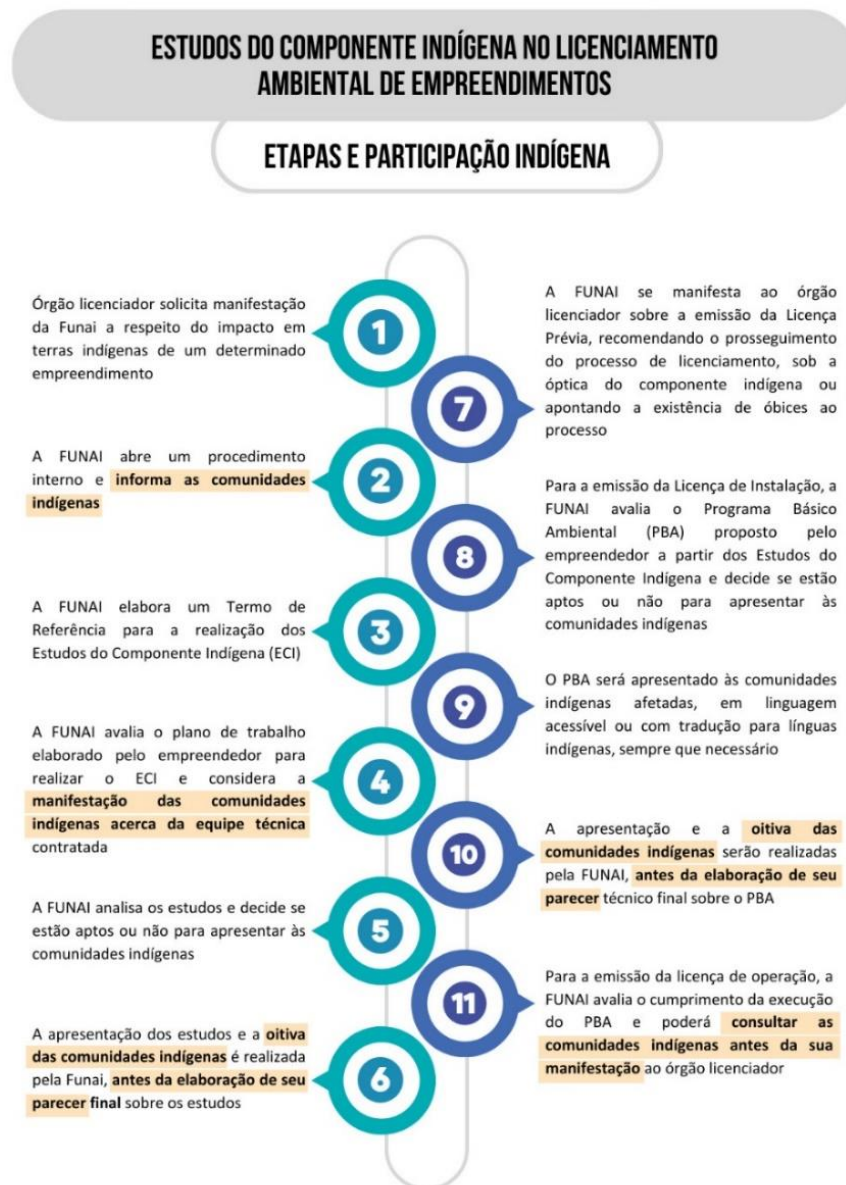 ESTUDOS DO COMPONENTE INDÍGENA NO LICENCIAMENTO
AMBIENTAL DE EMPREENDIMENTOS
ETAPAS E PARTICIPAÇÃO INDÍGENA
1
Órgão licenciador solicita manifestação
da Funai a respeito do impacto em
terras indígenas de um determinado
empreendimento
2
A FUNAI abre um procedimento
interno e informa as comunidades
indígenas
3
A FUNAI elabora um Termo de
Referência para a realização dos
Estudos do Componente Indígena (ECI)
4
A FUNAI avalia o plano de trabalho
elaborado pelo empreendedor para
realizar o ECI e considera a
manifestação das comunidades
indígenas acerca da equipe técnica
contratada
5
A FUNAI analisa os estudos e decide se
estão aptos ou não para apresentar às
comunidades indígenas
6
A apresentação dos estudos e a oitiva
das comunidades indígenas é realizada
pela Funai, antes da elaboração de seu
parecer final sobre os estudos
7
A FUNAI se manifesta ao órgão
licenciador sobre a emissão da Licença
Prévia, recomendando o prosseguimento
do processo de licenciamento, sob a
óptica do componente indígena ou
apontando a existência de óbices ao
processo
8
Para a emissão da Licença de Instalação, a
FUNAI avalia o Programa Básico
Ambiental (PBA) proposto pelo
empreendedor a partir dos Estudos do
Componente Indígena e decide se estão
aptos ou não para apresentar às
comunidades indígenas
9
O PBA será apresentado às comunidades
indígenas afetadas, em linguagem
acessível ou com tradução para línguas
indígenas, sempre que necessário
10
A apresentação e a oitiva das
comunidades indígenas serão realizadas
pela FUNAI, antes da elaboração de seu
parecer técnico final sobre o PBA
11
Para a emissão da licença de operação, a
FUNAI avalia o cumprimento da execução
do PBA e poderá consultar as
comunidades indígenas antes da sua
manifestação ao órgão licenciador